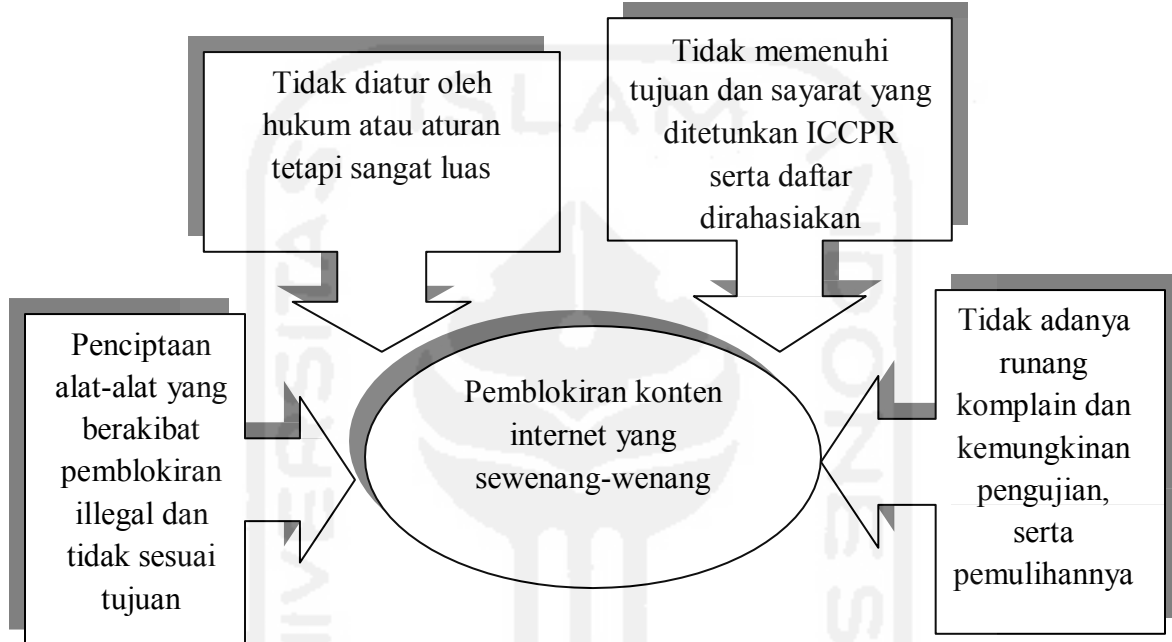 Tidak diatur oleh
hukum atau aturan
tetapi sangat luas
Tidak memenuhi
tujuan dan sayarat yang
ditetunkan ICCPR
serta daftar
dirahasiakan
Penciptaan
alat-alat yang
berakibat
pemblokiran
illegal dan
tidak sesuai
tujuan
Pemblokiran konten
internet yang
sewenang-wenang
Tidak adanya
runang
komplain dan
kemungkinan
pengujian,
serta
pemulihannya
ISLAM